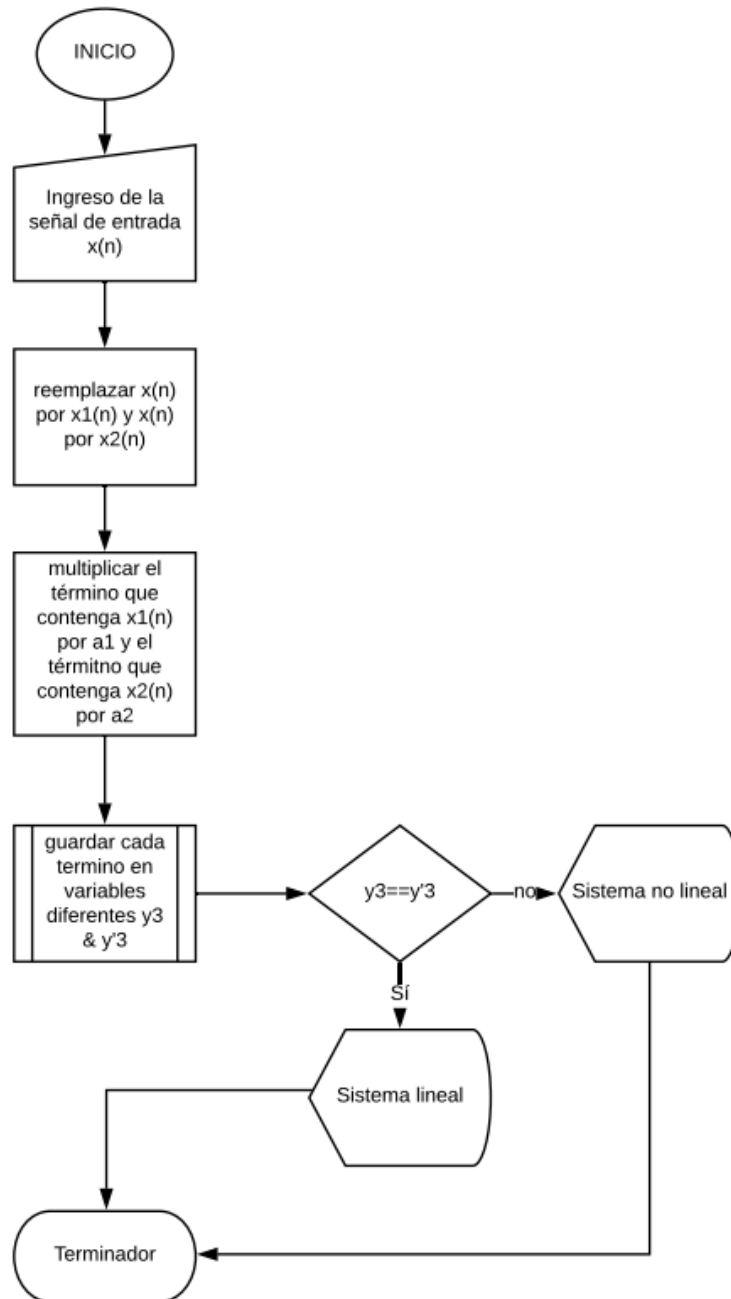 INICIO
Ingreso de la
señal de entrada
x(n)
reemplazar x(n)
por x1(n) y x(n)
por x2(n)
multiplicar el
término que
contenga x1(n)
por a1 y el
térmitno que
contenga x2(n)
por a2
guardar cada
termino en
variables
diferentes y3
& y'3
y3==y'3
no
Sistema no lineal
Sí
Sistema lineal
Terminador